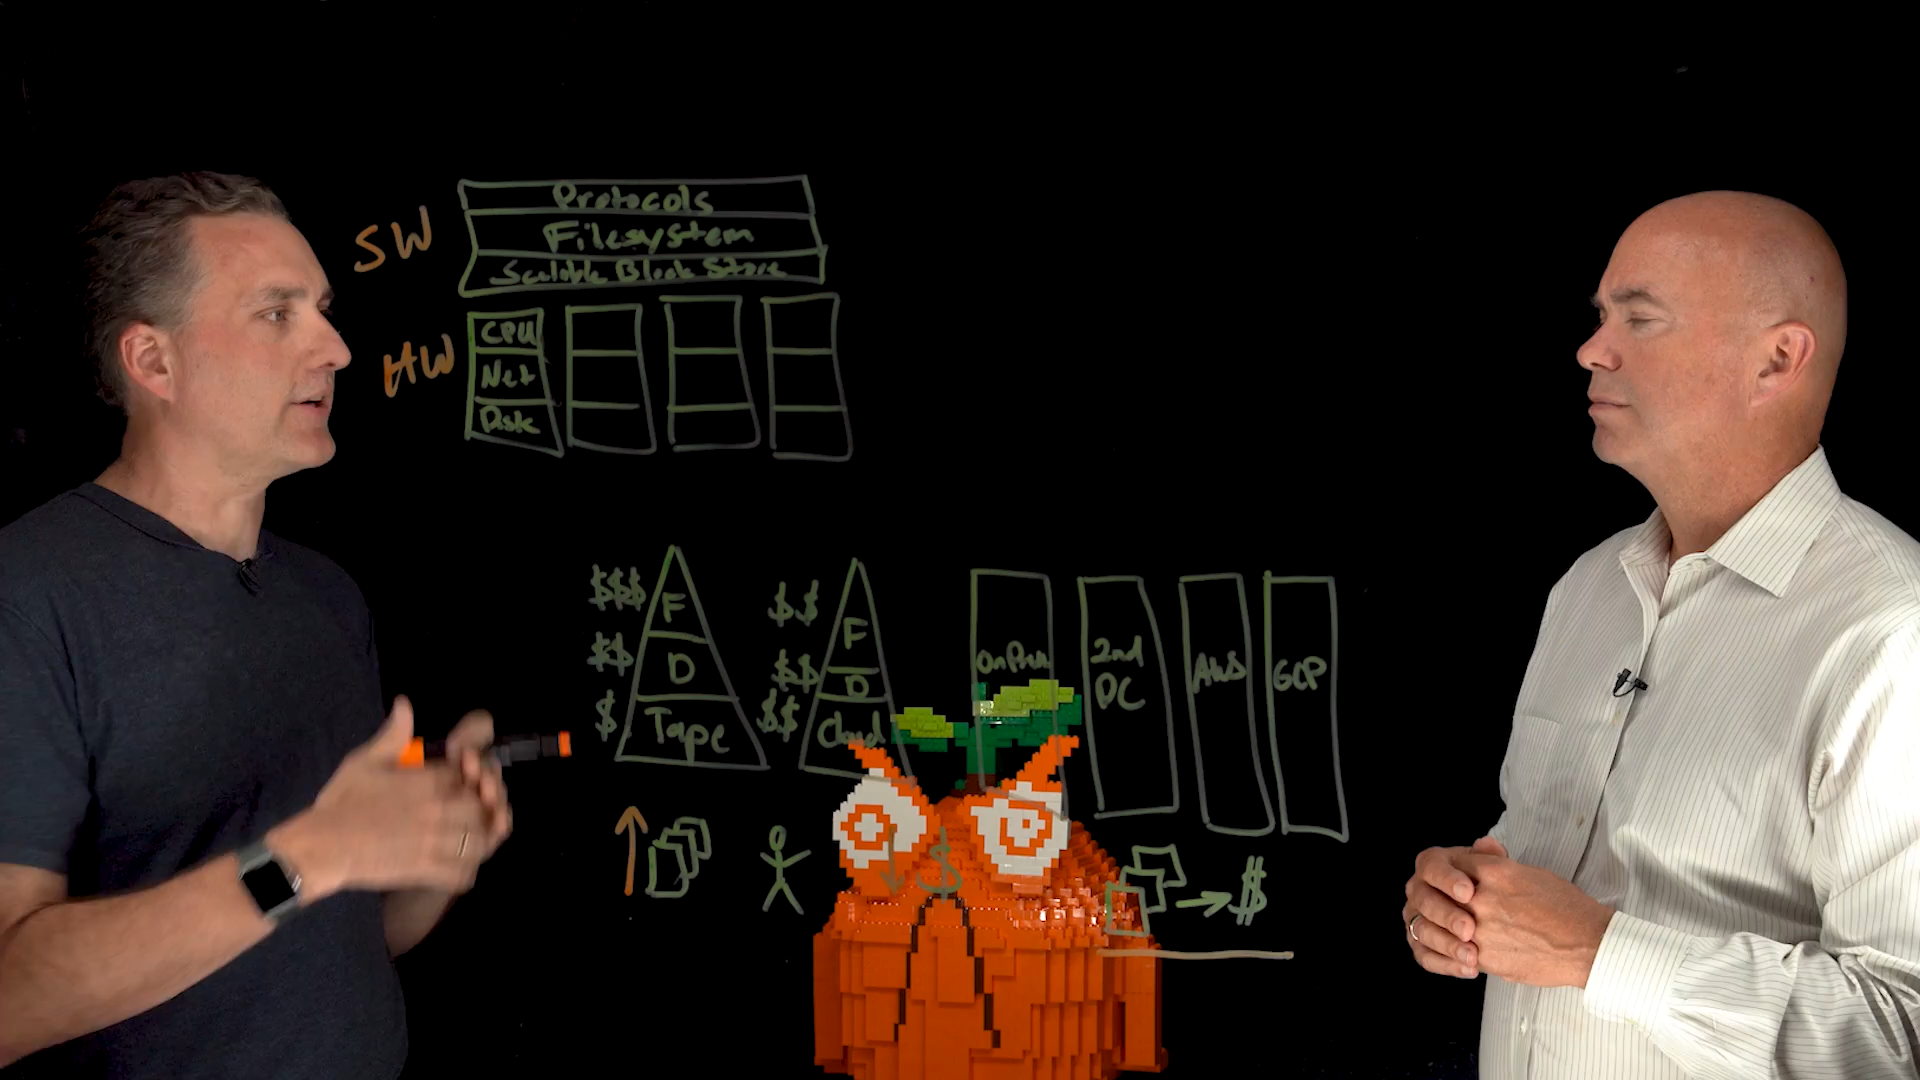 SW
Protocols
Filesystem
Scalable Block Store
HW
CPU
Net
Disk
$$$
F
$$
D
$
Tape
$$
F
$$
D
$$
Cloud
OnPrem
2nd
DC
AWS
GCP
$
$